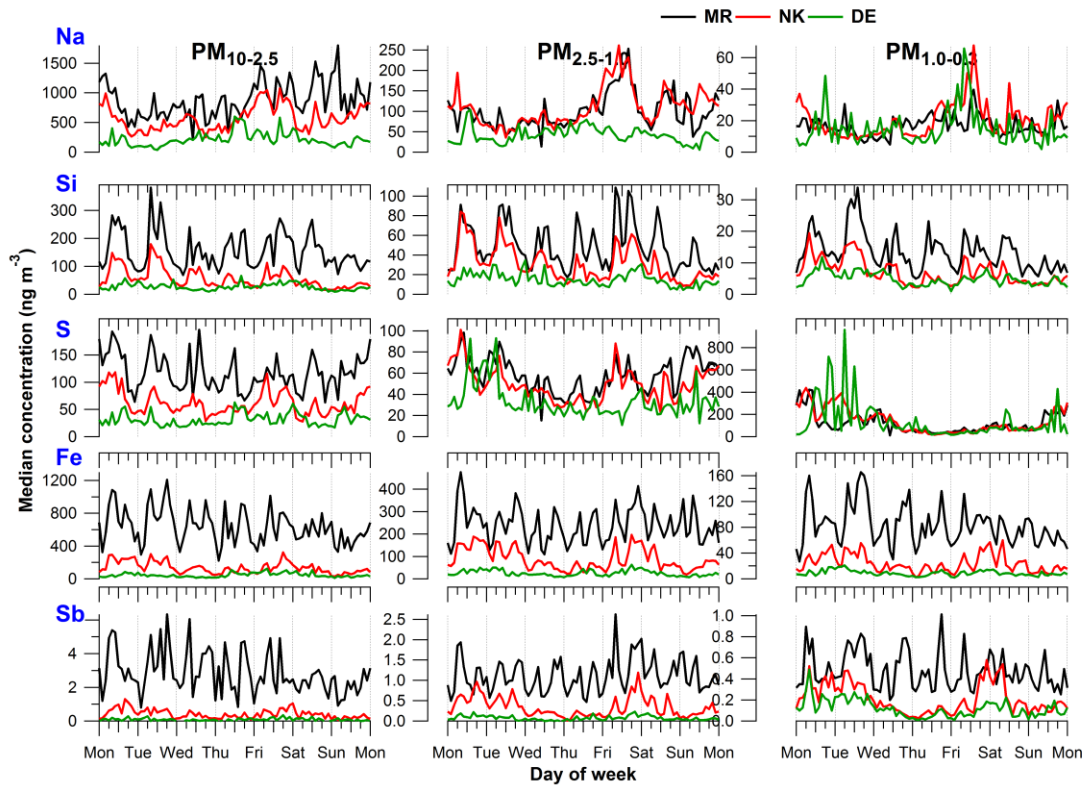 MR NK DE
Na PM10-2.5 PM2.5-1.0 PM1.0-0.3
1500 1000 500 0
250 200 150 100 50 0
60 40 20 0
Si
300 200 100 0
100 80 60 40 20 0
30 20 10 0
S
150 100 50 0
100 80 60 40 20 0
800 600 400 200 0
Fe
1200 800 400 0
400 300 200 100 0
160 120 80 40 0
Sb
4 2 0
2.5 2.0 1.5 1.0 0.5 0.0
1.0 0.8 0.6 0.4 0.2 0.0
Median concentration (ng m-3)
Mon Tue Wed Thu Fri Sat Sun Mon
Mon Tue Wed Thu Fri Sat Sun Mon
Mon Tue Wed Thu Fri Sat Sun Mon
Day of week